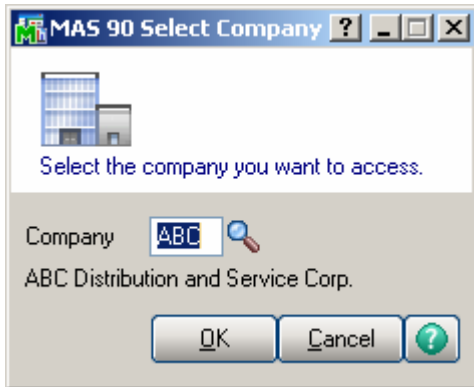 MAS 90 Select Company
Select the company you want to access.
Company ABC
ABC Distribution and Service Corp.
OK Cancel